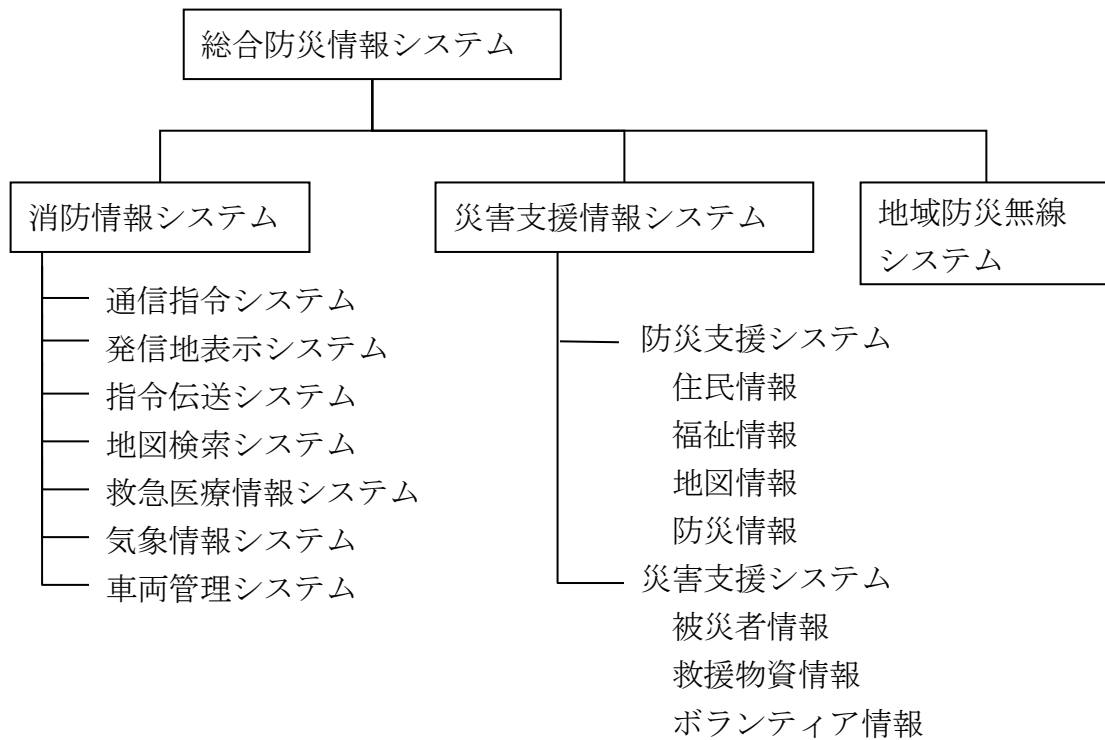 総合防災情報システム
消防情報システム
通信指令システム
発信地表示システム
指令伝送システム
地図検索システム
救急医療情報システム
気象情報システム
車両管理システム
災害支援情報システム
防災支援システム
住民情報
福祉情報
地図情報
防災情報
災害支援システム
被災者情報
救援物資情報
ボランティア情報
地域防災無線
システム